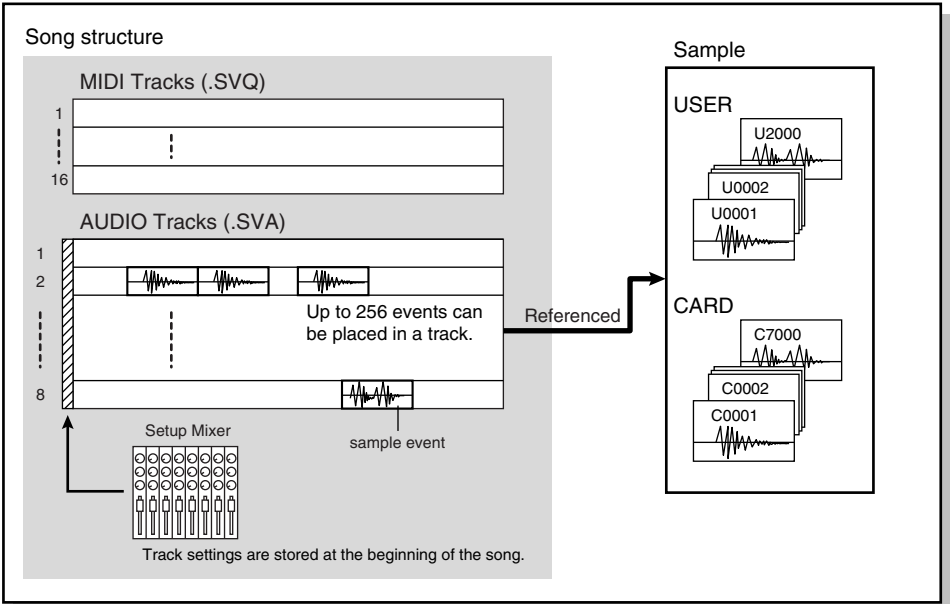 Song structure
MIDI Tracks (.SVQ)
1
16
AUDIO Tracks (.SVA)
1
2
8
Up to 256 events can
be placed in a track.
Referenced
sample event
Setup Mixer
Track settings are stored at the beginning of the song.
Sample
USER
U2000
U0002
U0001
CARD
C7000
C0002
C0001